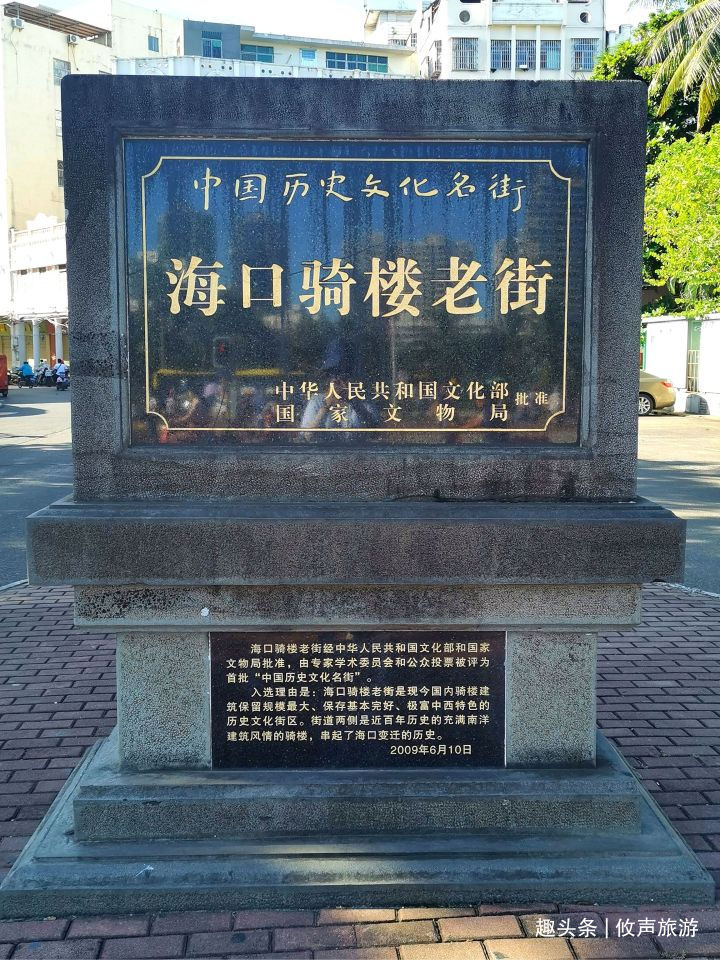 中国历史文化名街
海口骑楼老街
中华人民共和国文化部
国家文物局
批准
海口骑楼老街经中华人民共和国文化部和国家
文物局批准，由专家学术委员会和公众投票被评为
首批“中国历史文化名街”。
入选理由是：海口骑楼老街是现今国内骑楼建
筑保留规模最大、保存基本完好、极富中西特色的
历史文化街区。街道两侧是近百年历史的充满南洋
建筑风情的骑楼，串起了海口变迁的历史。
2009年6月10日
趣头条 | 攸声旅游